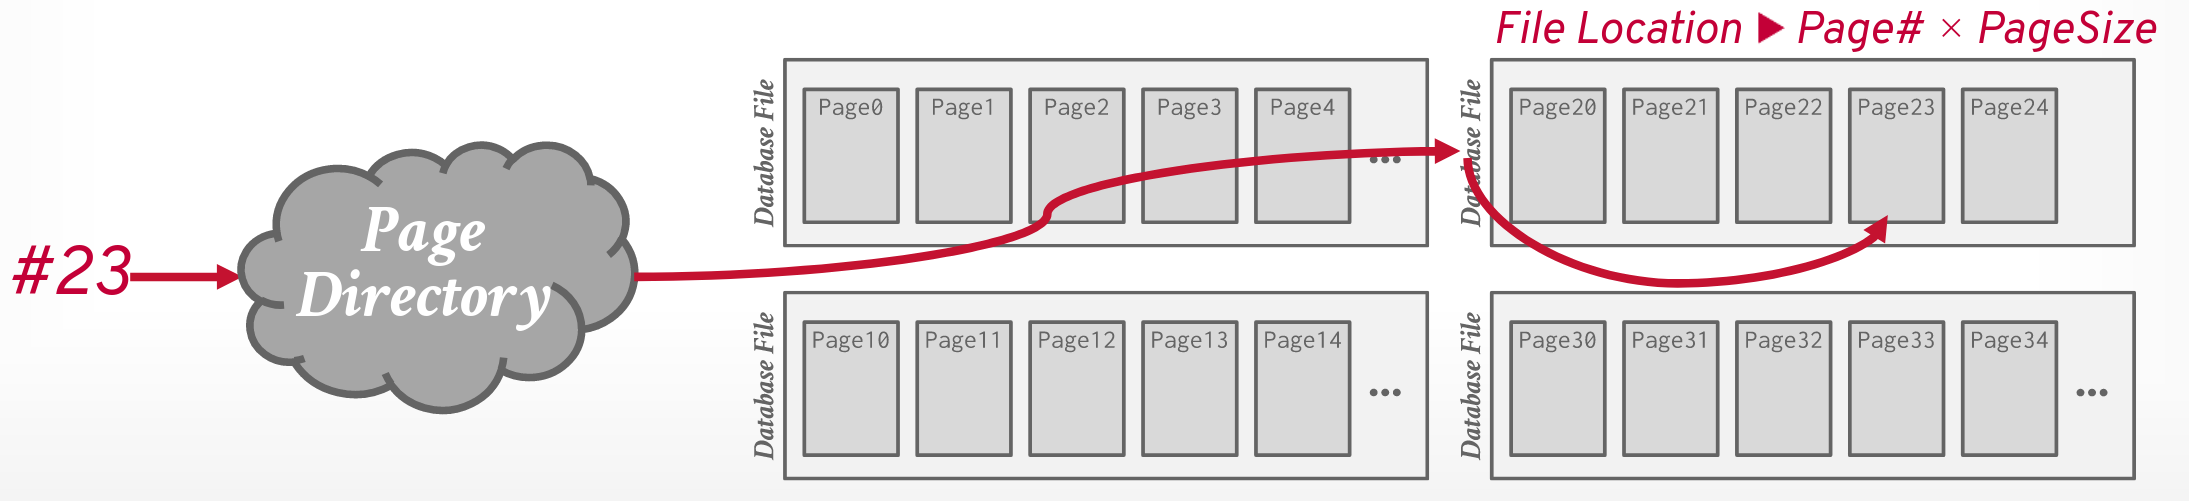 File Location ▶ Page# × PageSize
#23
Page
Directory
Database File
Page0 Page1 Page2 Page3 Page4 ...
Database File
Page20 Page21 Page22 Page23 Page24
Database File
Page10 Page11 Page12 Page13 Page14 ...
Database File
Page30 Page31 Page32 Page33 Page34 ...